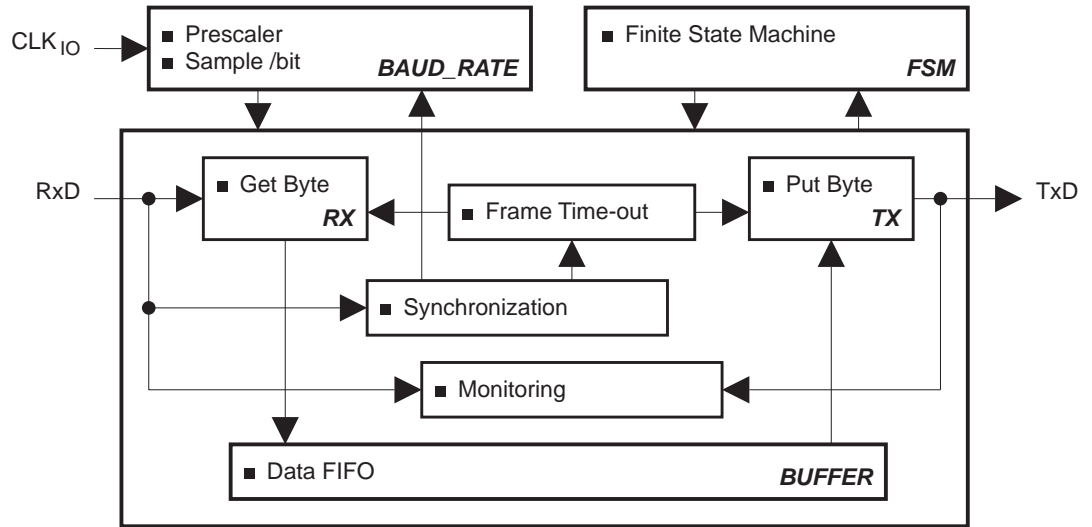 CLK IO
■ Prescaler
■ Sample /bit
BAUD_RATE
■ Finite State Machine
FSM
RxD
■ Get Byte
RX
■ Frame Time-out
■ Put Byte
TX
TxD
■ Synchronization
■ Monitoring
■ Data FIFO
BUFFER